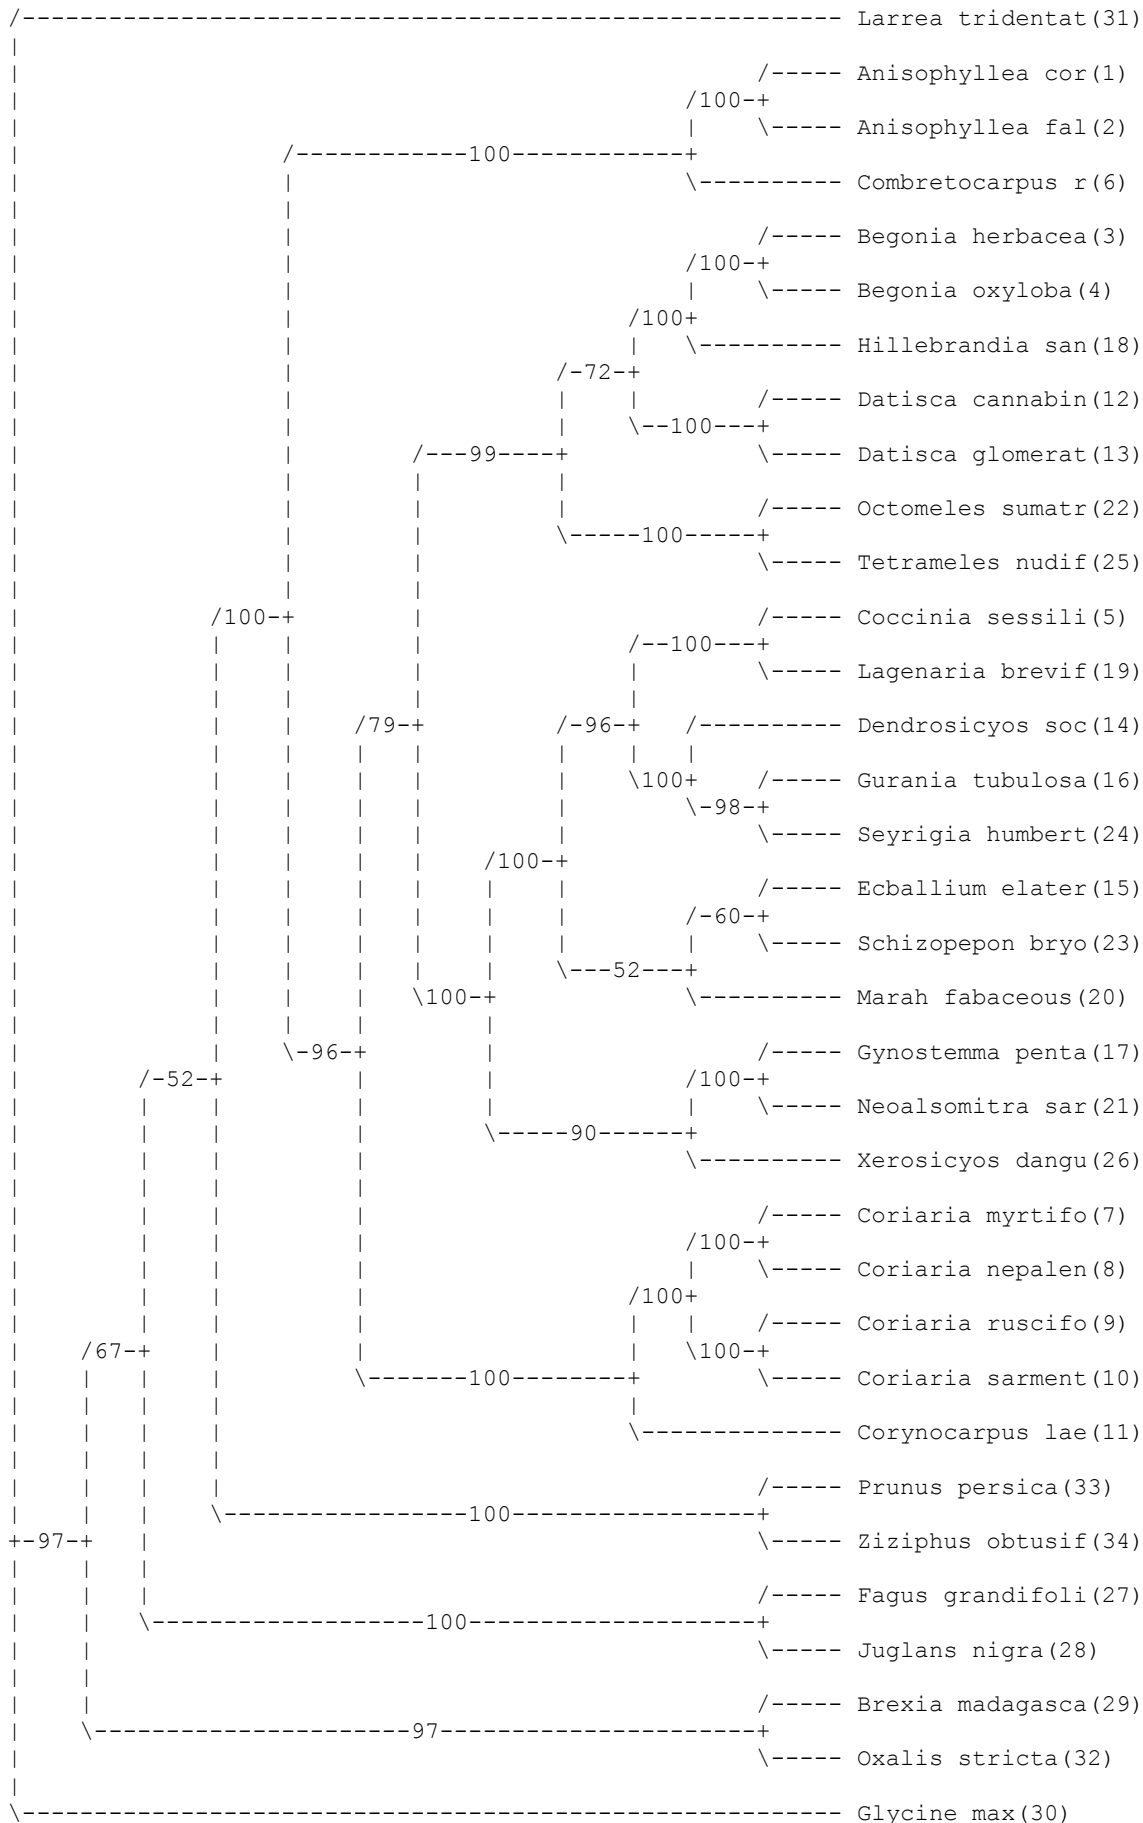 /--------------------------------------------------------- Larrea tridentat(31)
|
|                                                   /----- Anisophyllea cor(1)
|                                              /100-+
|                                              |    \----- Anisophyllea fal(2)
|                  /------------100------------+
|                  |                           \---------- Combretocarpus r(6)
|                  |
|                  |                                /----- Begonia herbacea(3)
|                  |                           /100-+
|                  |                           |    \----- Begonia oxyloba(4)
|                  |                       /100+
|                  |                       |   \---------- Hillebrandia san(18)
|                  |                  /-72-+
|                  |                  |    |        /----- Datisca cannabin(12)
|                  |                  |    \--100---+
|                  |        /---99----+             \----- Datisca glomerat(13)
|                  |        |         |
|                  |        |         |             /----- Octomeles sumatr(22)
|                  |        |         \-----100-----+
|                  |        |                       \----- Tetrameles nudif(25)
|                  |        |
|             /100-+        |                       /----- Coccinia sessili(5)
|             |    |        |              /--100---+
|             |    |        |              |        \----- Lagenaria brevif(19)
|             |    |        |              |
|             |    |    /79-+         /-96-+   /---------- Dendrosicyos soc(14)
|             |    |    |   |         |    |   |
|             |    |    |   |         |    \100+    /----- Gurania tubulosa(16)
|             |    |    |   |         |        \-98-+
|             |    |    |   |         |             \----- Seyrigia humbert(24)
|             |    |    |   |    /100-+
|             |    |    |   |    |    |             /----- Ecballium elater(15)
|             |    |    |   |    |    |        /-60-+
|             |    |    |   |    |    |        |    \----- Schizopepon bryo(23)
|             |    |    |   |    |    \---52---+
|             |    |    |   \100-+             \---------- Marah fabaceous(20)
|             |    |    |        |
|             |    \-96-+        |                  /----- Gynostemma penta(17)
|        /-52-+         |        |             /100-+
|        |    |         |        |             |    \----- Neoalsomitra sar(21)
|        |    |         |        \-----90------+
|        |    |         |                      \---------- Xerosicyos dangu(26)
|        |    |         |
|        |    |         |                           /----- Coriaria myrtifo(7)
|        |    |         |                      /100-+
|        |    |         |                      |    \----- Coriaria nepalen(8)
|        |    |         |                  /100+
|        |    |         |                  |   |    /----- Coriaria ruscifo(9)
|    /67-+    |         |                  |   \100-+
|    |   |    |         \-------100--------+        \----- Coriaria sarment(10)
|    |   |    |                            |
|    |   |    |                            \-------------- Corynocarpus lae(11)
|    |   |    |
|    |   |    |                                     /----- Prunus persica(33)
|    |   |    \-----------------100-----------------+
+-97-+   |                                          \----- Ziziphus obtusif(34)
|    |   |
|    |   |                                          /----- Fagus grandifoli(27)
|    |   \-------------------100--------------------+
|    |                                              \----- Juglans nigra(28)
|    |
|    |                                              /----- Brexia madagasca(29)
|    \----------------------97----------------------+
|                                                   \----- Oxalis stricta(32)
|
\--------------------------------------------------------- Glycine max(30)